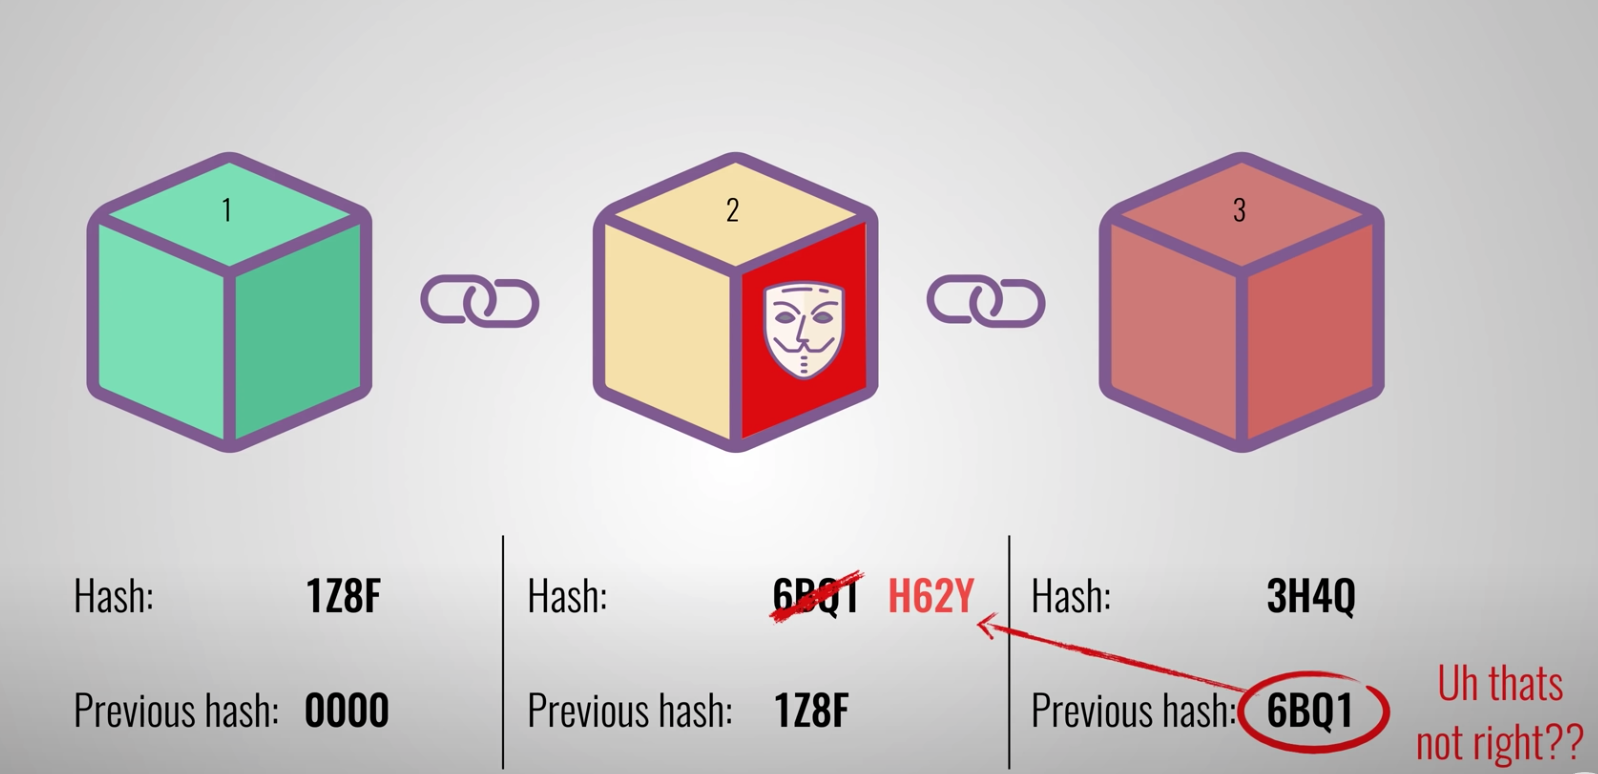 1
2
3
Hash: 1Z8F
Previous hash: 0000
Hash: 6BQ1 H62Y
Previous hash: 1Z8F
Hash: 3H4Q
Previous hash: 6BQ1
Uh thats
not right??